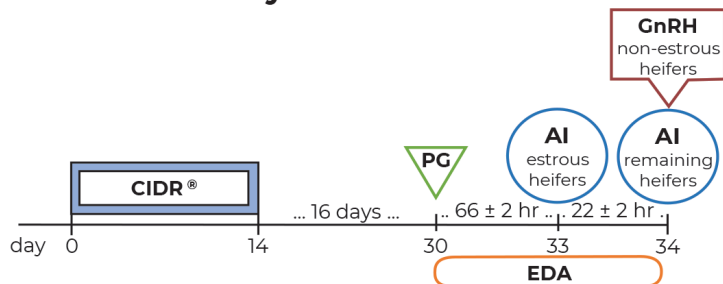 GnRH
non-estrous
heifers
AI
estrous
heifers
AI
remaining
heifers
PG
CIDR®
... 16 days ...
.. 66 ± 2 hr ..
. 22 ± 2 hr .
day 0 14 30 33 34
EDA